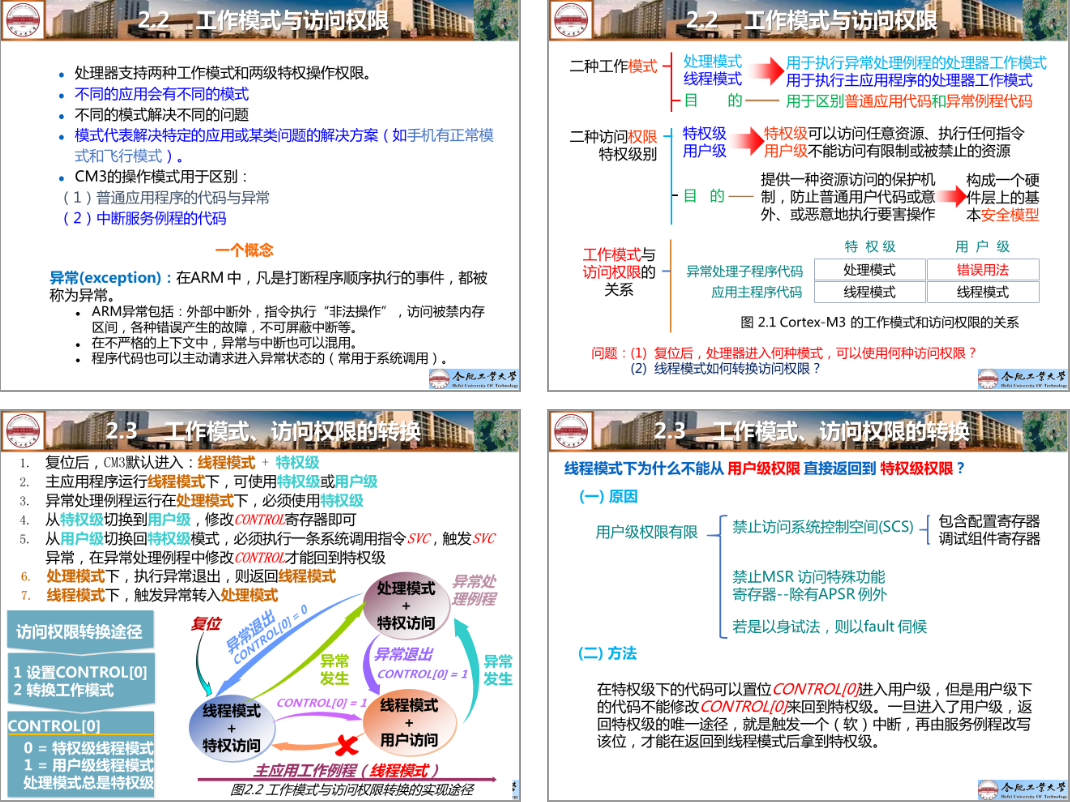 2.2 工作模式与访问权限
• 处理器支持两种工作模式和两级特权操作权限。
• 不同的应用会有不同的模式
• 不同的模式解决不同的问题
• 模式代表解决特定的应用或某类问题的解决方案（如手机有正常模
式和飞行模式）。
• CM3的操作模式用于区别：
（1）普通应用程序的代码与异常
（2）中断服务例程的代码
一个概念
异常(exception)：在ARM 中，凡是打断程序顺序执行的事件，都被
称为异常。
• ARM异常包括：外部中断外，指令执行“非法操作”，访问被禁内存
区间，各种错误产生的故障，不可屏蔽中断等。
• 在不严格的上下文中，异常与中断也可以混用。
• 程序代码也可以主动请求进入异常状态的（常用于系统调用）。
合肥工业大学
Hefei University Of Technology
2.2 工作模式与访问权限
二种工作模式
处理模式
线程模式
用于执行异常处理例程的处理器工作模式
用于执行主应用程序的处理器工作模式
目 的
用于区别普通应用代码和异常例程代码
二种访问权限
特权级别
特权级
用户级
特权级可以访问任意资源、执行任何指令
用户级不能访问有限制或被禁止的资源
目 的
提供一种资源访问的保护机
制，防止普通用户代码或意
外、或恶意地执行要害操作
构成一个硬
件层上的基
本安全模型
工作模式与
访问权限的
关系
特 权 级 用 户 级
异常处理子程序代码 处理模式 错误用法
应用主程序代码 线程模式 线程模式
图 2.1 Cortex-M3 的工作模式和访问权限的关系
问题：(1) 复位后，处理器进入何种模式，可以使用何种访问权限？
(2) 线程模式如何转换访问权限？
合肥工业大学
Hefei University Of Technology
2.3 工作模式、访问权限的转换
1. 复位后，CM3默认进入：线程模式 + 特权级
2. 主应用程序运行线程模式下，可使用特权级或用户级
3. 异常处理例程运行在处理模式下，必须使用特权级
4. 从特权级切换到用户级，修改CONTROL寄存器即可
5. 从用户级切换回特权级模式，必须执行一条系统调用指令SVC，触发SVC
异常，在异常处理例程中修改CONTROL才能回到特权级
6. 处理模式下，执行异常退出，则返回线程模式
7. 线程模式下，触发异常转入处理模式
访问权限转换途径
1 设置CONTROL[0]
2 转换工作模式
CONTROL[0]
0 = 特权级线程模式
1 = 用户级线程模式
处理模式总是特权级
复位
异常退出
CONTROL[0] = 0
处理模式
+
特权访问
异常处
理例程
异常
发生
异常退出
CONTROL[0] = 1
异常
发生
CONTROL[0] = 1
线程模式
+
特权访问
线程模式
+
用户访问
主应用工作例程（线程模式）
图2.2 工作模式与访问权限转换的实现途径
2.3 工作模式、访问权限的转换
线程模式下为什么不能从 用户级权限 直接返回到 特权级权限？
(一) 原因
用户级权限有限
禁止访问系统控制空间(SCS)
包含配置寄存器
调试组件寄存器
禁止MSR 访问特殊功能
寄存器--除有APSR 例外
若是以身试法，则以fault 伺候
(二) 方法
在特权级下的代码可以置位CONTROL[0]进入用户级，但是用户级下
的代码不能修改CONTROL[0]来回到特权级。一旦进入了用户级，返
回特权级的唯一途径，就是触发一个（软）中断，再由服务例程改写
该位，才能在返回到线程模式后拿到特权级。
合肥工业大学
Hefei University Of Technology